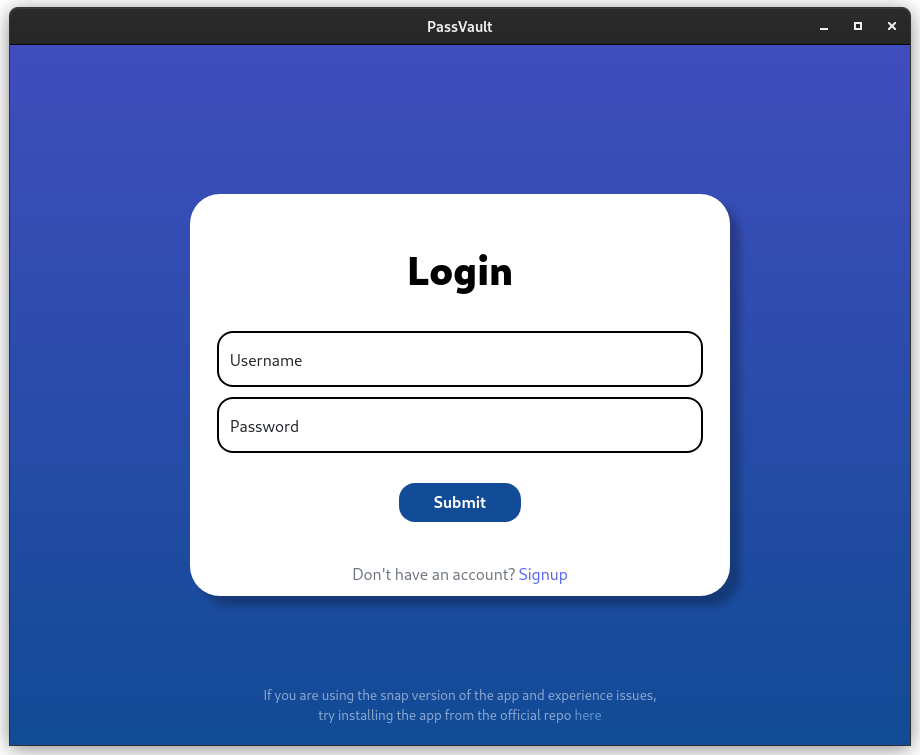 PassVault
Login
Username
Password
Submit
Don't have an account? Signup
If you are using the snap version of the app and experience issues,
try installing the app from the official repo here